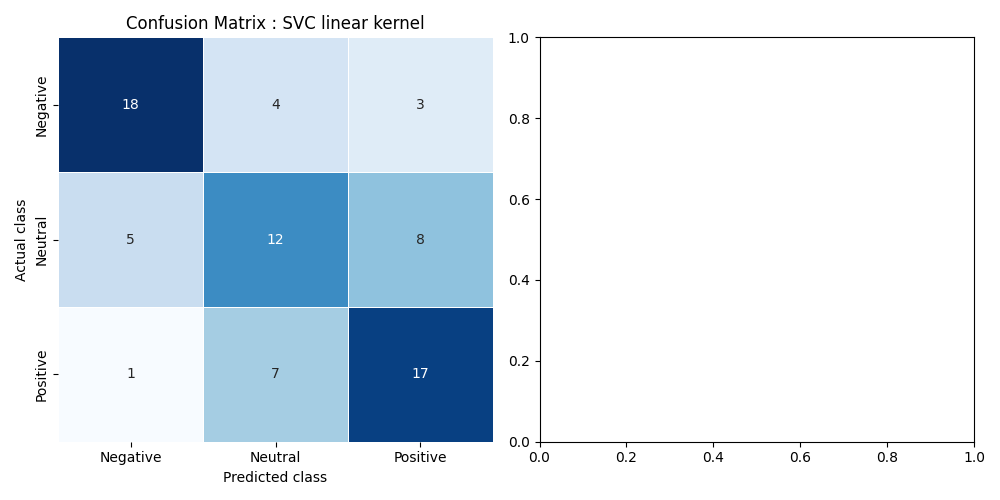 Confusion Matrix : SVC linear kernel
Actual class
Negative
18 4 3
Neutral
5 12 8
Positive
1 7 17
Negative Neutral Positive
Predicted class
1.0
0.8
0.6
0.4
0.2
0.0
0.0 0.2 0.4 0.6 0.8 1.0